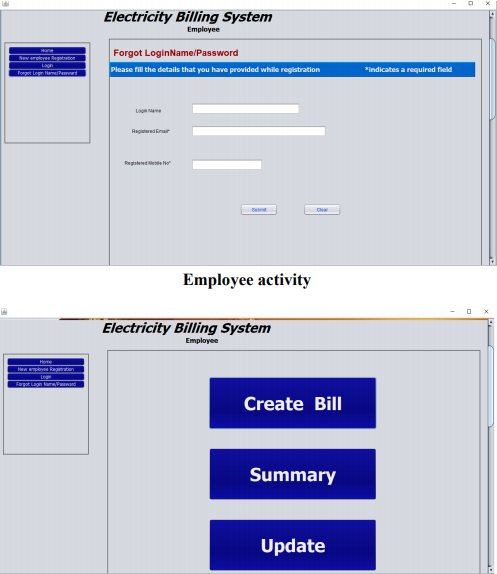 Electricity Billing System
Employee
Home
New employee Registration
Login
Forgot Login Name/Password
Forgot LoginName/Password
Please fill the details that you have provided while registration *indicates a required field
Login Name
Registered Email*
Registered Mobile No*
Submit Clear
Employee activity
Electricity Billing System
Employee
Home
New employee Registration
Login
Forgot Login Name/Password
Create Bill
Summary
Update